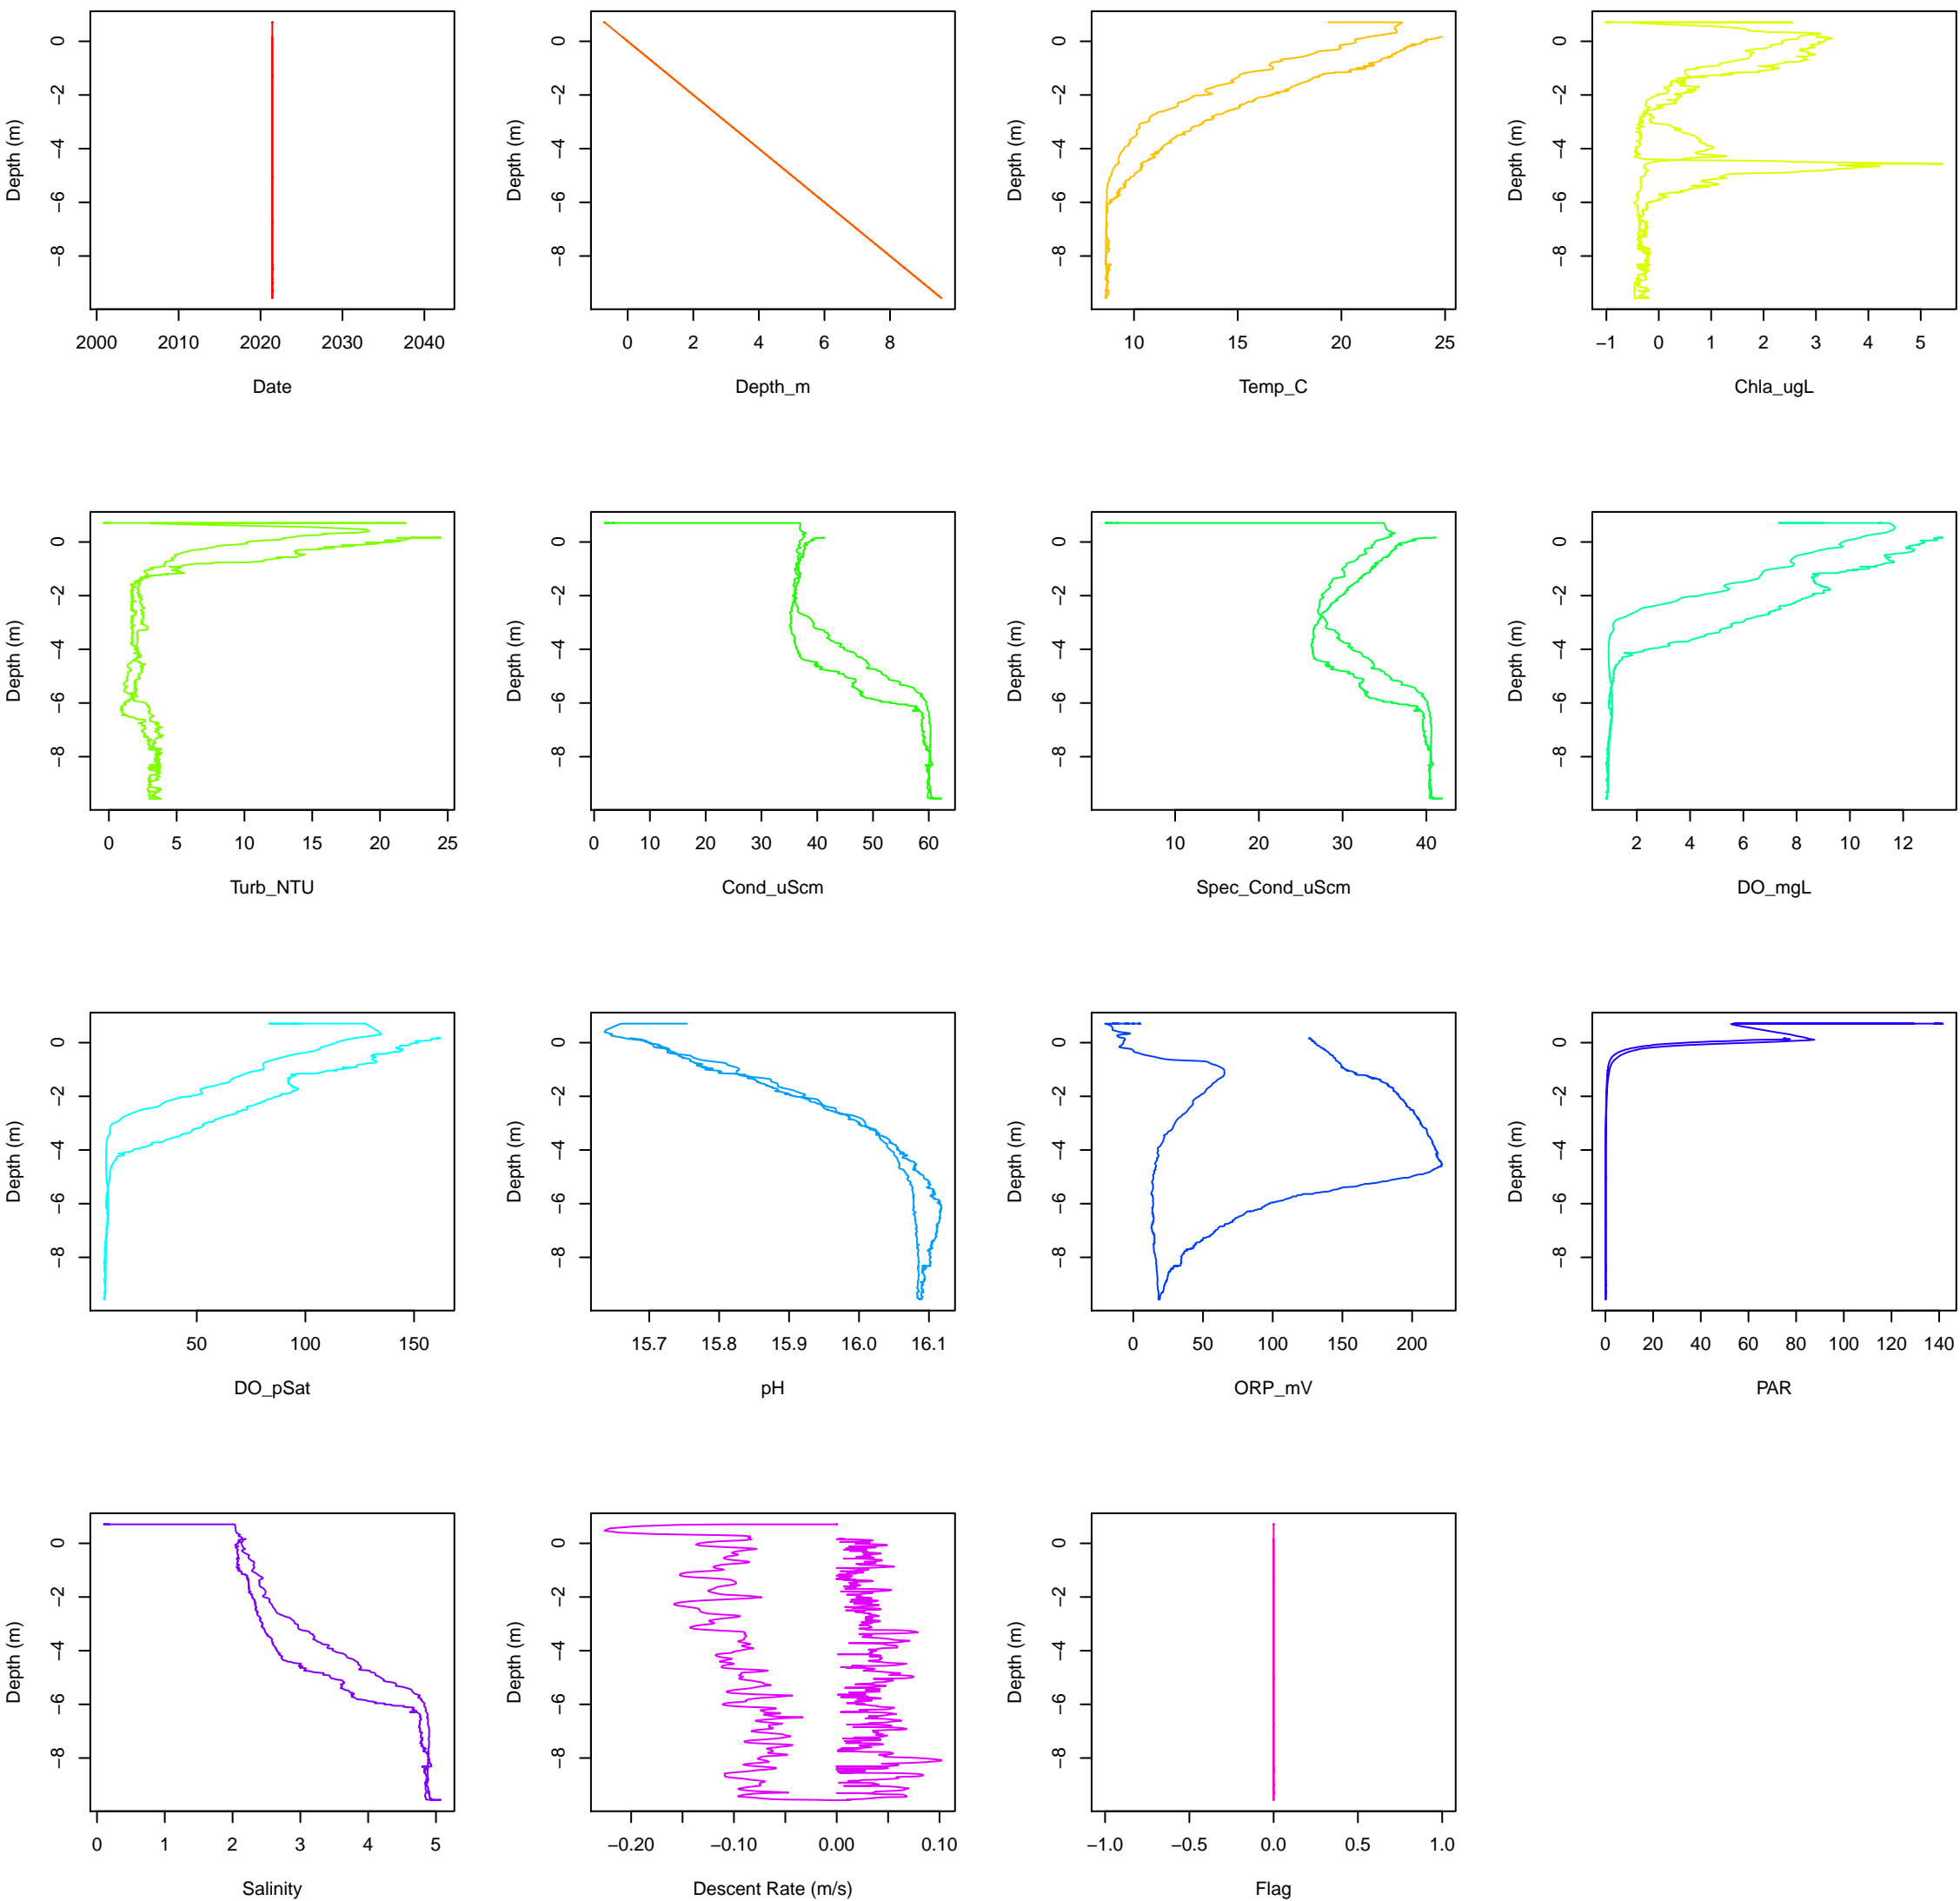 Depth (m)
0
−2
−4
−6
−8
2000 2010 2020 2030 2040
Date
Depth (m)
0
−2
−4
−6
−8
0 2 4 6 8
Depth_m
Depth (m)
0
−2
−4
−6
−8
10 15 20 25
Temp_C
Depth (m)
0
−2
−4
−6
−8
−1 0 1 2 3 4 5
Chla_ugL
Depth (m)
0
−2
−4
−6
−8
0 5 10 15 20 25
Turb_NTU
Depth (m)
0
−2
−4
−6
−8
0 10 20 30 40 50 60
Cond_uScm
Depth (m)
0
−2
−4
−6
−8
10 20 30 40
Spec_Cond_uScm
Depth (m)
0
−2
−4
−6
−8
2 4 6 8 10 12
DO_mgL
Depth (m)
0
−2
−4
−6
−8
50 100 150
DO_pSat
Depth (m)
0
−2
−4
−6
−8
15.7 15.8 15.9 16.0 16.1
pH
Depth (m)
0
−2
−4
−6
−8
0 50 100 150 200
ORP_mV
Depth (m)
0
−2
−4
−6
−8
0 20 40 60 80 100 120 140
PAR
Depth (m)
0
−2
−4
−6
−8
0 1 2 3 4 5
Salinity
Depth (m)
0
−2
−4
−6
−8
−0.20 −0.10 0.00 0.10
Descent Rate (m/s)
Depth (m)
0
−2
−4
−6
−8
−1.0 −0.5 0.0 0.5 1.0
Flag